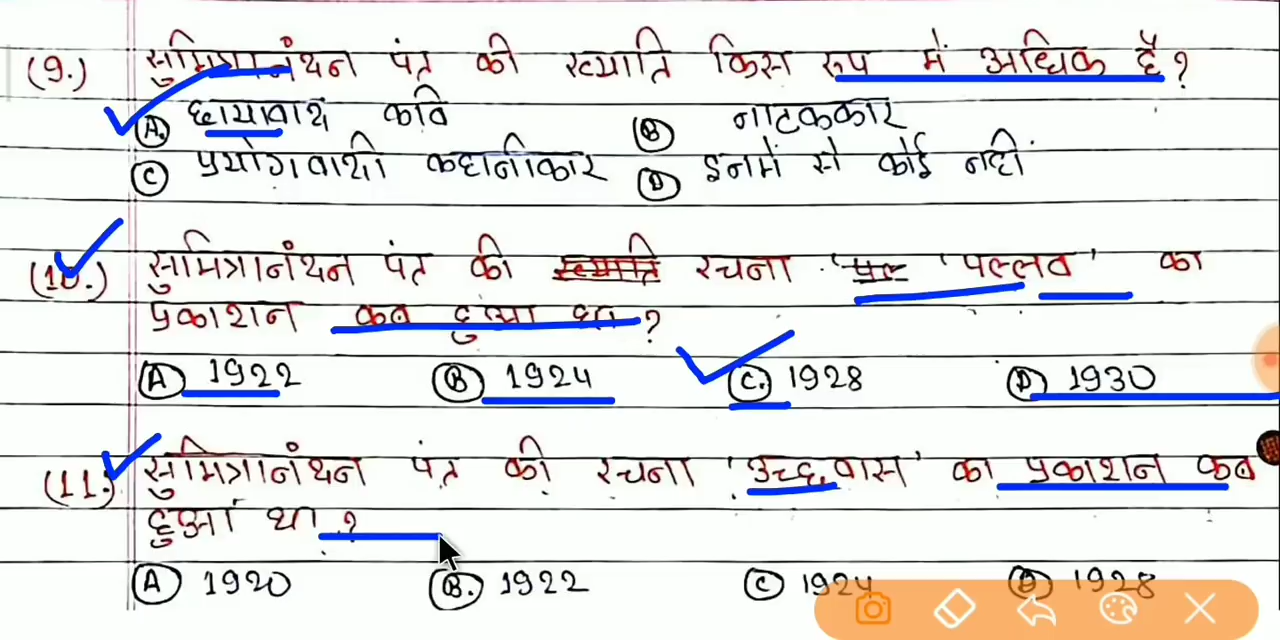 (9.) सुमित्रानंदन पंत की ख्याति किस रूप में अधिक है?
(A.) छायावाद कवि (B) नाटककार
(C) प्रयोगवादी कहानीकार (D) इनमें से कोई नहीं
(10.) सुमित्रानंदन पंत की रचना 'पल्लव' का
प्रकाशन कब हुआ था ?
(A) 1922 (B) 1924 (C.) 1928 (D) 1930
(11.) सुमित्रानंदन पंत की रचना 'उच्छवास' का प्रकाशन कब
हुआ था ?
(A) 1920 (B.) 1922 (C) 1924 (D) 1928